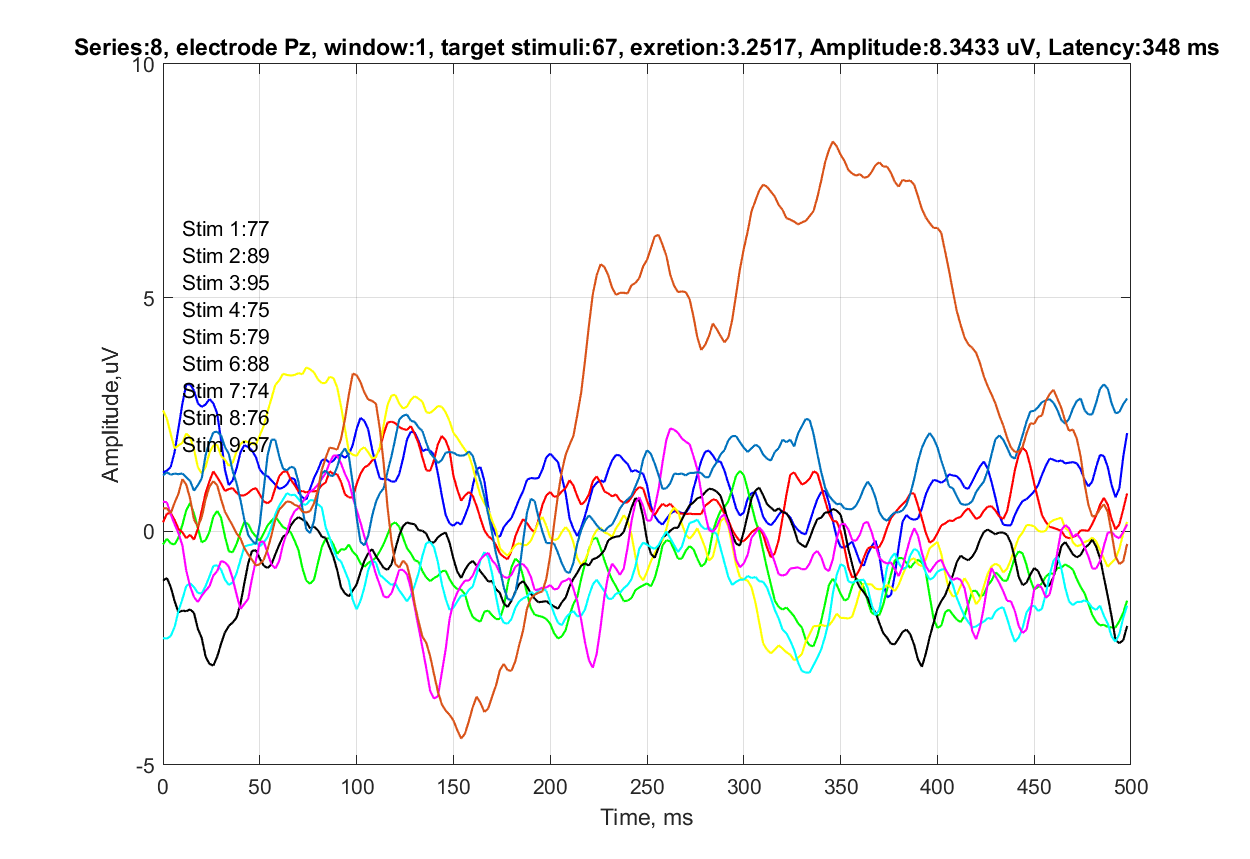 Series:8, electrode Pz, window:1, target stimuli:67, exretion:3.2517, Amplitude:8.3433 uV, Latency:348 ms
10
5
0
-5
Amplitude,uV
Stim 1:77
Stim 2:89
Stim 3:95
Stim 4:75
Stim 5:79
Stim 6:88
Stim 7:74
Stim 8:76
Stim 9:67
0 50 100 150 200 250 300 350 400 450 500
Time, ms